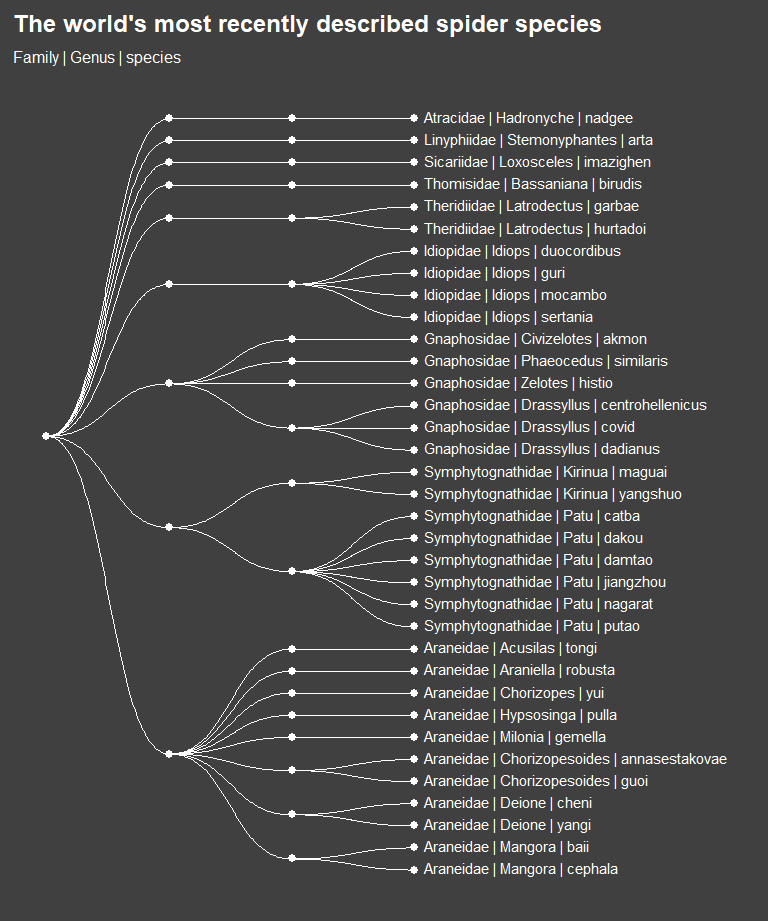 The world's most recently described spider species
Family | Genus | species
Atracidae | Hadronyche | nadgee
Linyphiidae | Stemonyphantes | arta
Sicariidae | Loxosceles | imazighen
Thomisidae | Bassaniana | birudis
Theridiidae | Latrodectus | garbae
Theridiidae | Latrodectus | hurtadoi
Idiopidae | Idiops | duocordibus
Idiopidae | Idiops | guri
Idiopidae | Idiops | mocambo
Idiopidae | Idiops | sertania
Gnaphosidae | Civizelotes | akmon
Gnaphosidae | Phaeocedus | similaris
Gnaphosidae | Zelotes | histio
Gnaphosidae | Drassyllus | centrohellenicus
Gnaphosidae | Drassyllus | covid
Gnaphosidae | Drassyllus | dadianus
Symphytognathidae | Kirinua | maguai
Symphytognathidae | Kirinua | yangshuo
Symphytognathidae | Patu | catba
Symphytognathidae | Patu | dakou
Symphytognathidae | Patu | damtao
Symphytognathidae | Patu | jiangzhou
Symphytognathidae | Patu | nagarat
Symphytognathidae | Patu | putao
Araneidae | Acusilas | tongi
Araneidae | Araniella | robusta
Araneidae | Chorizopes | yui
Araneidae | Hypsosinga | pulla
Araneidae | Milonia | gemella
Araneidae | Chorizopesoides | annasestakovae
Araneidae | Chorizopesoides | guoi
Araneidae | Deione | cheni
Araneidae | Deione | yangi
Araneidae | Mangora | baii
Araneidae | Mangora | cephala